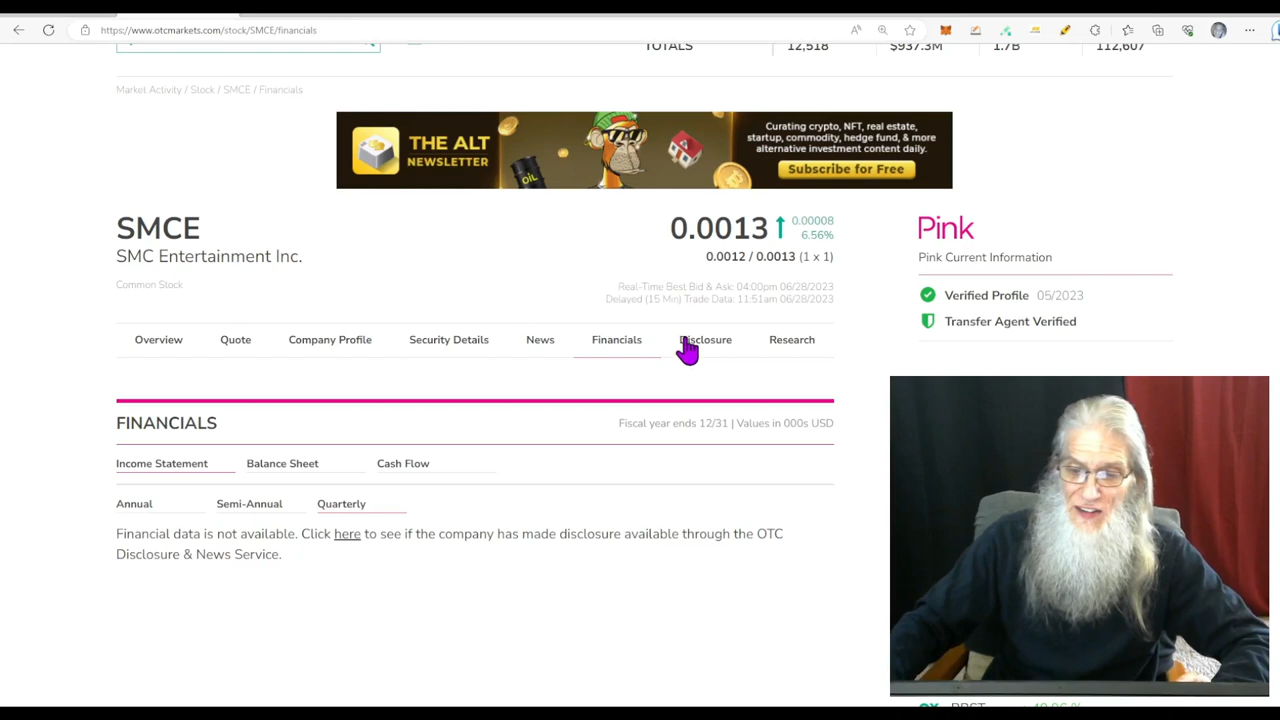 https://www.otcmarkets.com/stock/SMCE/financials
TOTALS 12,518 $937.3M 1.7B 112,607
Market Activity / Stock / SMCE / Financials
THE ALT
NEWSLETTER
OIL
Curating crypto, NFT, real estate,
startup, commodity, hedge fund, & more
alternative investment content daily.
Subscribe for Free
SMCE
SMC Entertainment Inc.
Common Stock
0.0013 0.00008
6.56%
0.0012 / 0.0013 (1 x 1)
Real-Time Best Bid & Ask: 04:00pm 06/28/2023
Delayed (15 Min) Trade Data: 11:51am 06/28/2023
Pink
Pink Current Information
Verified Profile 05/2023
Transfer Agent Verified
Overview Quote Company Profile Security Details News Financials Disclosure Research
FINANCIALS Fiscal year ends 12/31 | Values in 000s USD
Income Statement Balance Sheet Cash Flow
Annual Semi-Annual Quarterly
Financial data is not available. Click here to see if the company has made disclosure available through the OTC
Disclosure & News Service.